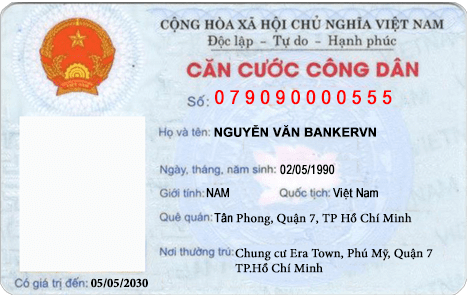 CỘNG HÒA XÃ HỘI CHỦ NGHĨA VIỆT NAM
Độc lập - Tự do - Hạnh phúc
CĂN CƯỚC CÔNG DÂN
Số: 079090000555
Họ và tên: NGUYỄN VĂN BANKERVN
Ngày, tháng, năm sinh: 02/05/1990
Giới tính: NAM Quốc tịch: Việt Nam
Quê quán: Tân Phong, Quận 7, TP Hồ Chí Minh
Nơi thường trú: Chung cư Era Town, Phú Mỹ, Quận 7
TP.Hồ Chí Minh
Có giá trị đến: 05/05/2030